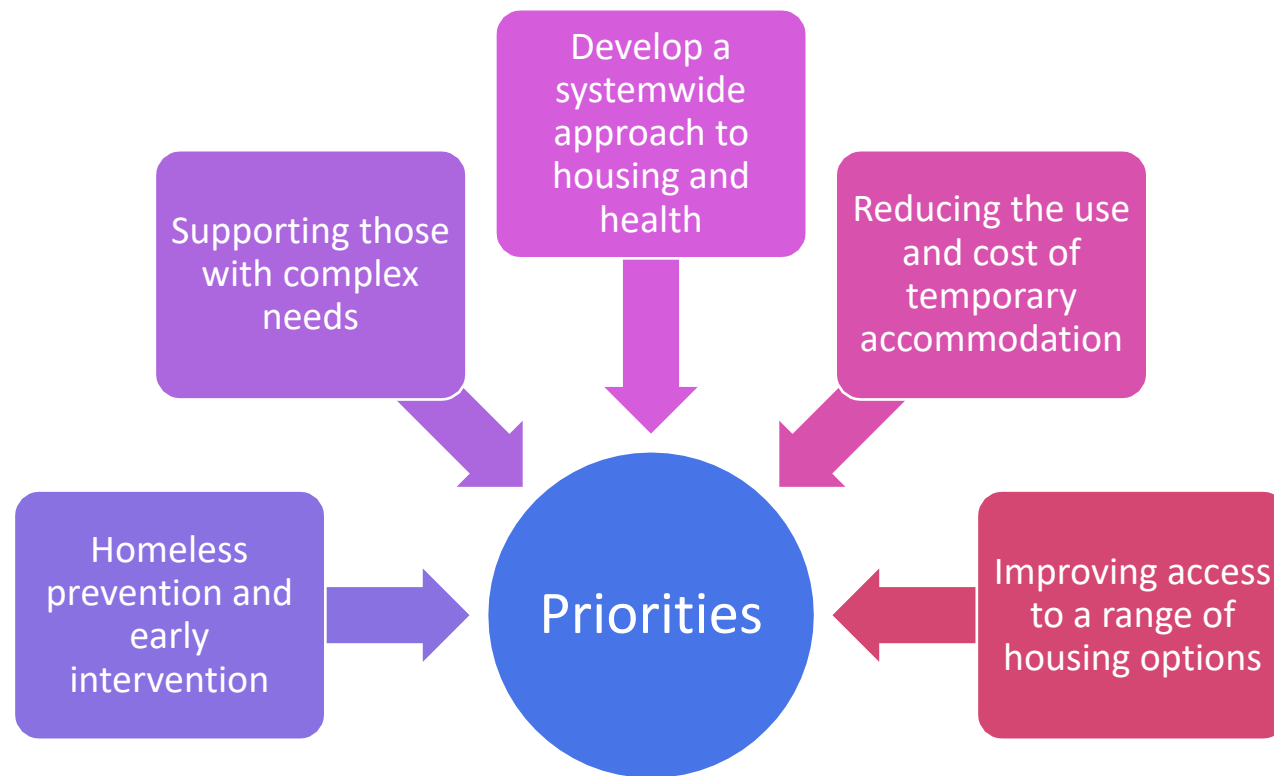 Homeless
prevention and
early
intervention
Supporting those
with complex
needs
Develop a
systemwide
approach to
housing and
health
Reducing the use
and cost of
temporary
accommodation
Improving access
to a range of
housing options
Priorities